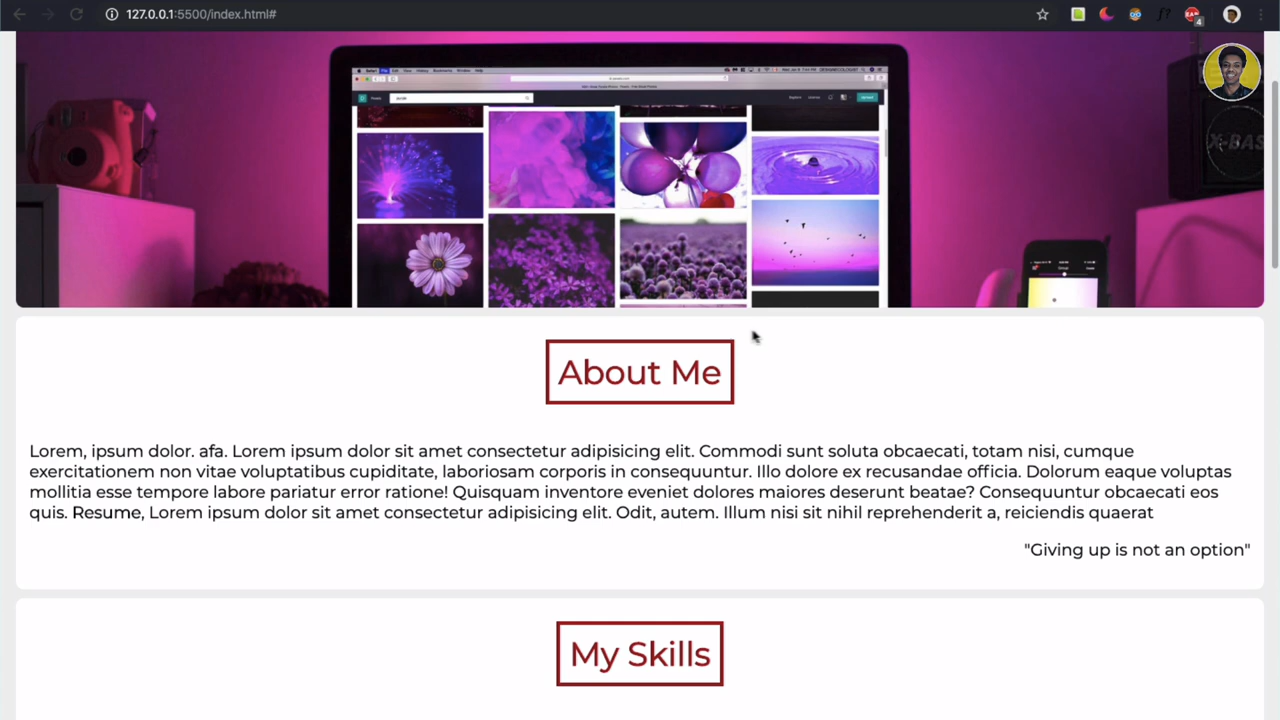 127.0.0.1:5500/index.html#
f?
4
X-BAS
About Me
Lorem, ipsum dolor. afa. Lorem ipsum dolor sit amet consectetur adipisicing elit. Commodi sunt soluta obcaecati, totam nisi, cumque
exercitationem non vitae voluptatibus cupiditate, laboriosam corporis in consequuntur. Illo dolore ex recusandae officia. Dolorum eaque voluptas
mollitia esse tempore labore pariatur error ratione! Quisquam inventore eveniet dolores maiores deserunt beatae? Consequuntur obcaecati eos
quis. Resume, Lorem ipsum dolor sit amet consectetur adipisicing elit. Odit, autem. Illum nisi sit nihil reprehenderit a, reiciendis quaerat
"Giving up is not an option"
My Skills